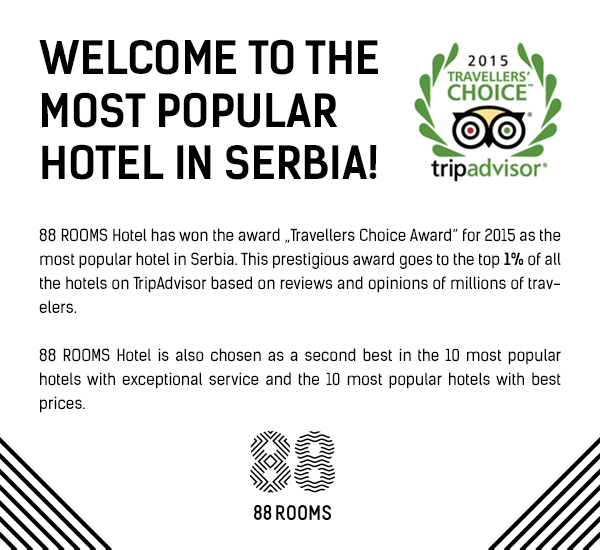 WELCOME TO THE
MOST POPULAR
HOTEL IN SERBIA!
2015
TRAVELLERS'
CHOICE™
tripadvisor®
88 ROOMS Hotel has won the award „Travellers Choice Award” for 2015 as the
most popular hotel in Serbia. This prestigious award goes to the top 1% of all
the hotels on TripAdvisor based on reviews and opinions of millions of trav-
elers.
88 ROOMS Hotel is also chosen as a second best in the 10 most popular
hotels with exceptional service and the 10 most popular hotels with best
prices.
88
88 ROOMS